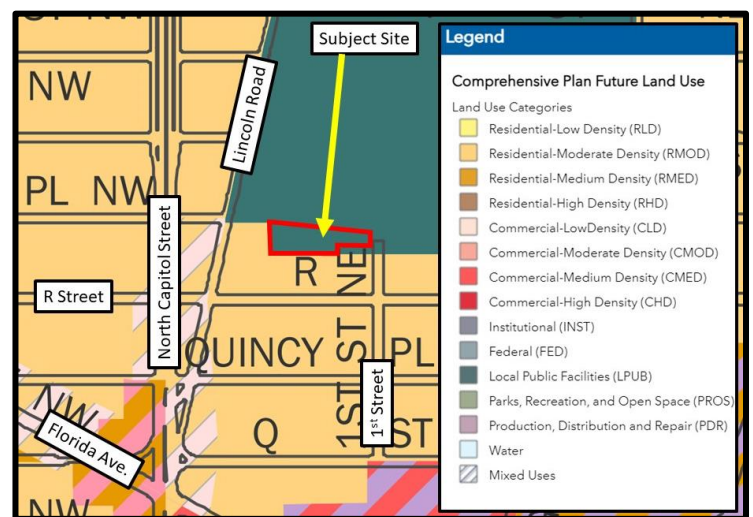 Subject Site
NW
Lincoln Road
PL NW
North Capitol Street
R Street
R
NE
QUINCY
PL
1ST ST
1st Street
NW
Florida Ave.
Q
ST
NW
Legend
Comprehensive Plan Future Land Use
Land Use Categories
Residential-Low Density (RLD)
Residential-Moderate Density (RMOD)
Residential-Medium Density (RMED)
Residential-High Density (RHD)
Commercial-LowDensity (CLD)
Commercial-Moderate Density (CMOD)
Commercial-Medium Density (CMED)
Commercial-High Density (CHD)
Institutional (INST)
Federal (FED)
Local Public Facilities (LPUB)
Parks, Recreation, and Open Space (PROS)
Production, Distribution and Repair (PDR)
Water
Mixed Uses